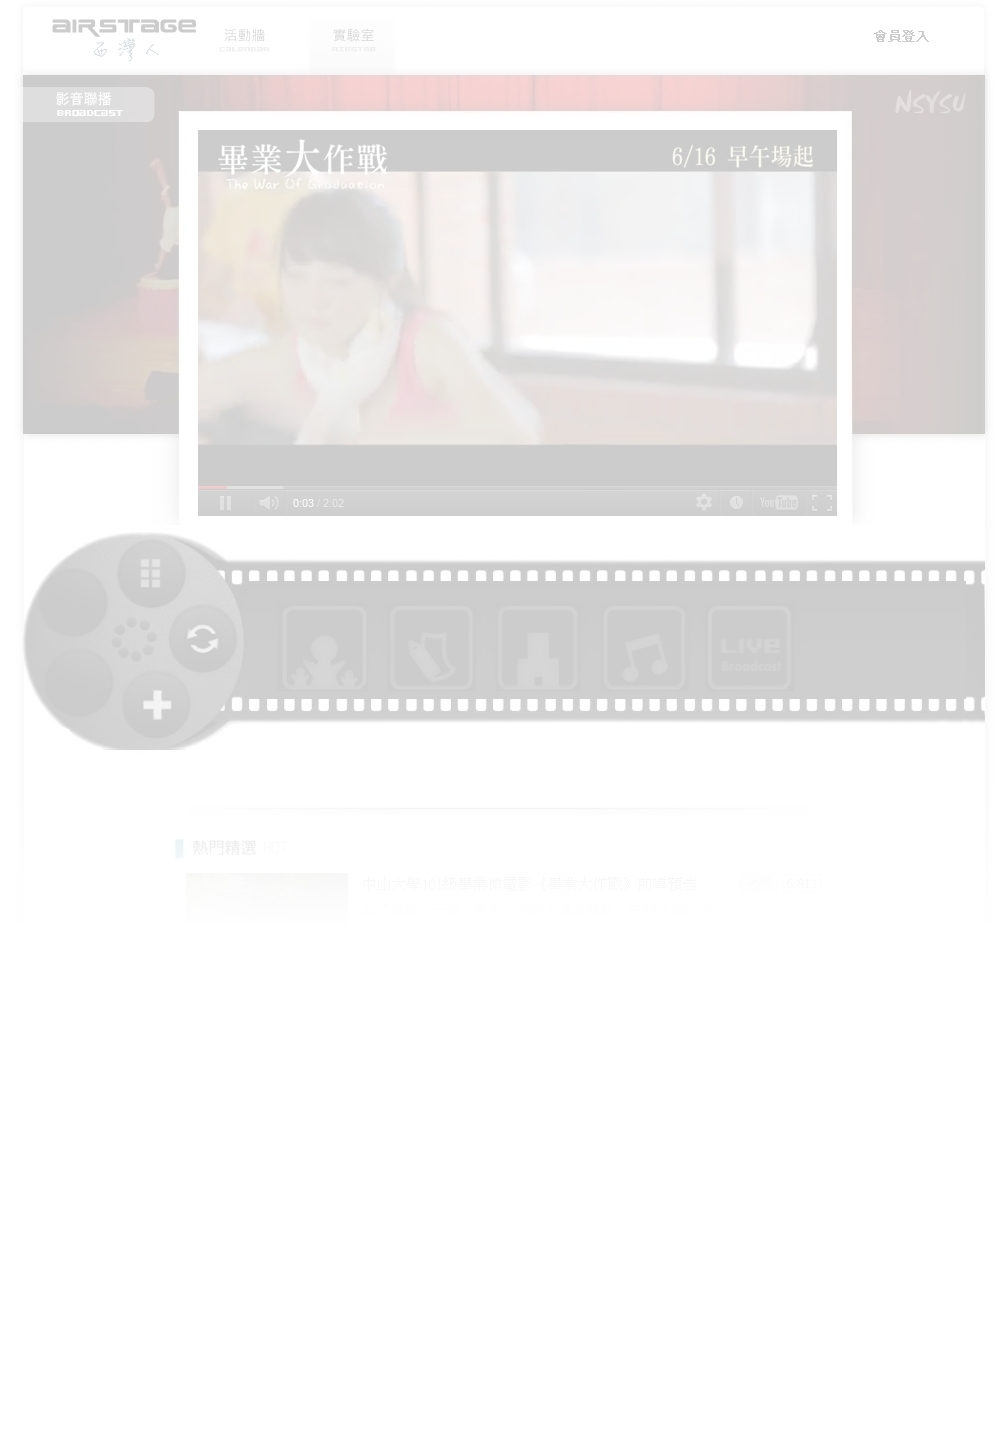 AIRSTAGE
西灣人
活動牆
CALENDAR
實驗室
會員登入
影音聯播
BROADCAST
NSYSU
畢業大作戰
The War Of Graduation
6/16 早午場起
0:03 / 2:02
YouTube
LIVE
Broadcast
熱門精選 HOT
中山大學101級畢業微電影《畢業大作戰》前導預告